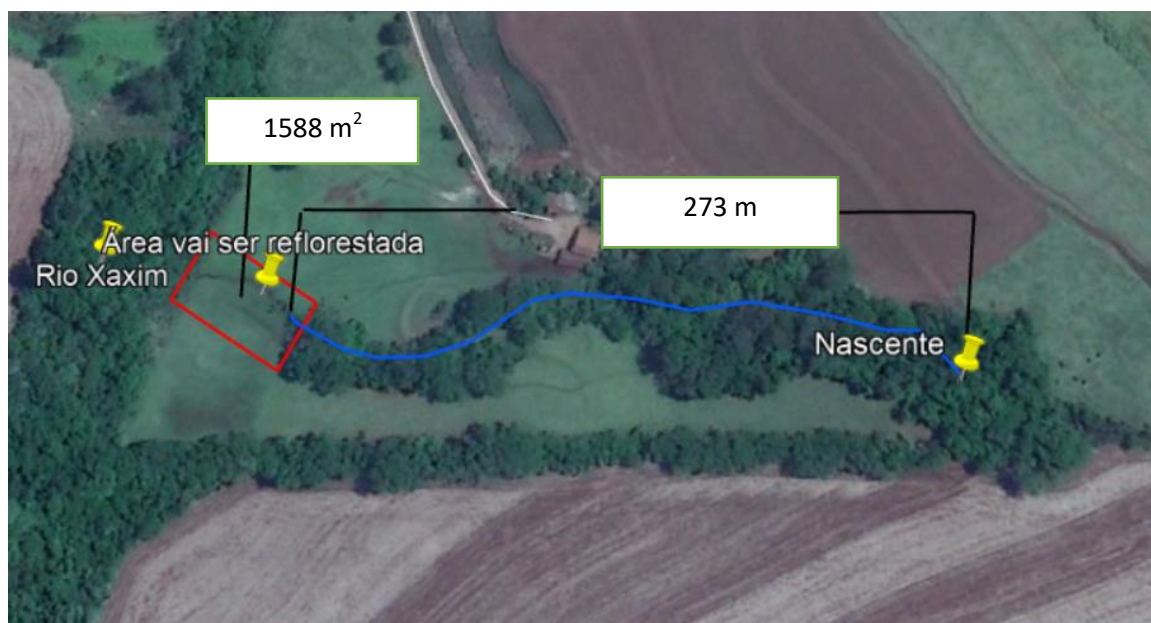 1588 m²
273 m
Área vai ser reflorestada
Rio Xaxim
Nascente